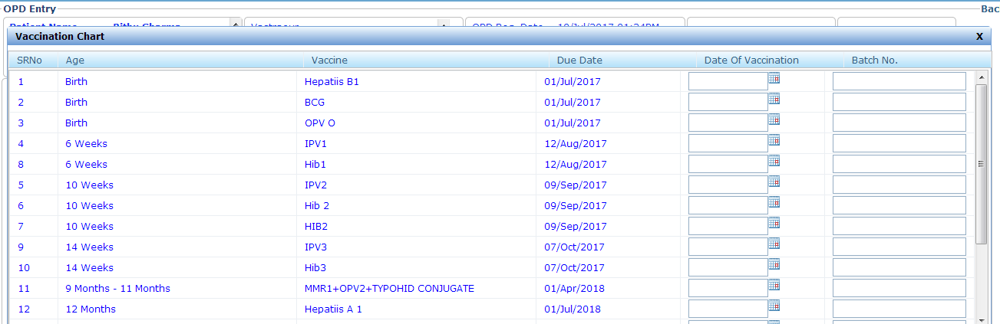 OPD Entry Bac
Patient Name
OPD Reg. Date 10/Jul/2017 01:24PM
Vaccination Chart X
SRNo Age Vaccine Due Date Date Of Vaccination Batch No.
1 Birth Hepatiis B1 01/Jul/2017
2 Birth BCG 01/Jul/2017
3 Birth OPV O 01/Jul/2017
4 6 Weeks IPV1 12/Aug/2017
8 6 Weeks Hib1 12/Aug/2017
5 10 Weeks IPV2 09/Sep/2017
6 10 Weeks Hib 2 09/Sep/2017
7 10 Weeks HIB2 09/Sep/2017
9 14 Weeks IPV3 07/Oct/2017
10 14 Weeks Hib3 07/Oct/2017
11 9 Months - 11 Months MMR1+OPV2+TYPOHID CONJUGATE 01/Apr/2018
12 12 Months Hepatiis A 1 01/Jul/2018